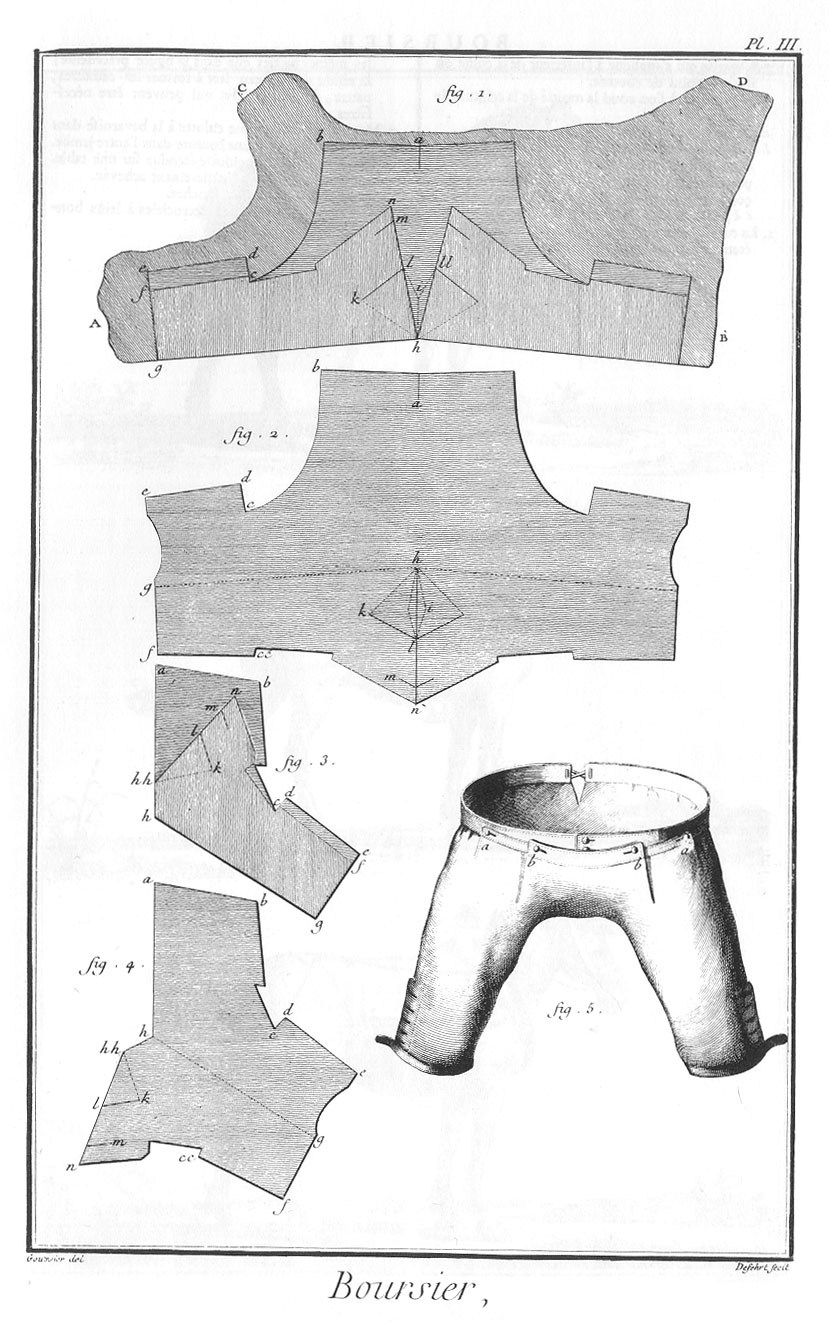 Pl. III.
C
D
fig. 1.
b a
n
m
d
e c
l ll
f
k i
A
B
h
g
b
a
fig. 2.
d
e
c
h
g
k i
l
f cc
m
n
a b
n
m
l
fig. 3.
k
hh
d
c
h
e
f
g
a
b
a b b a
fig. 4.
d
c
h
hh
fig. 5.
e
l k
g
m
n
cc
f
Goussier del.
Defehrt fecit
Boursier,